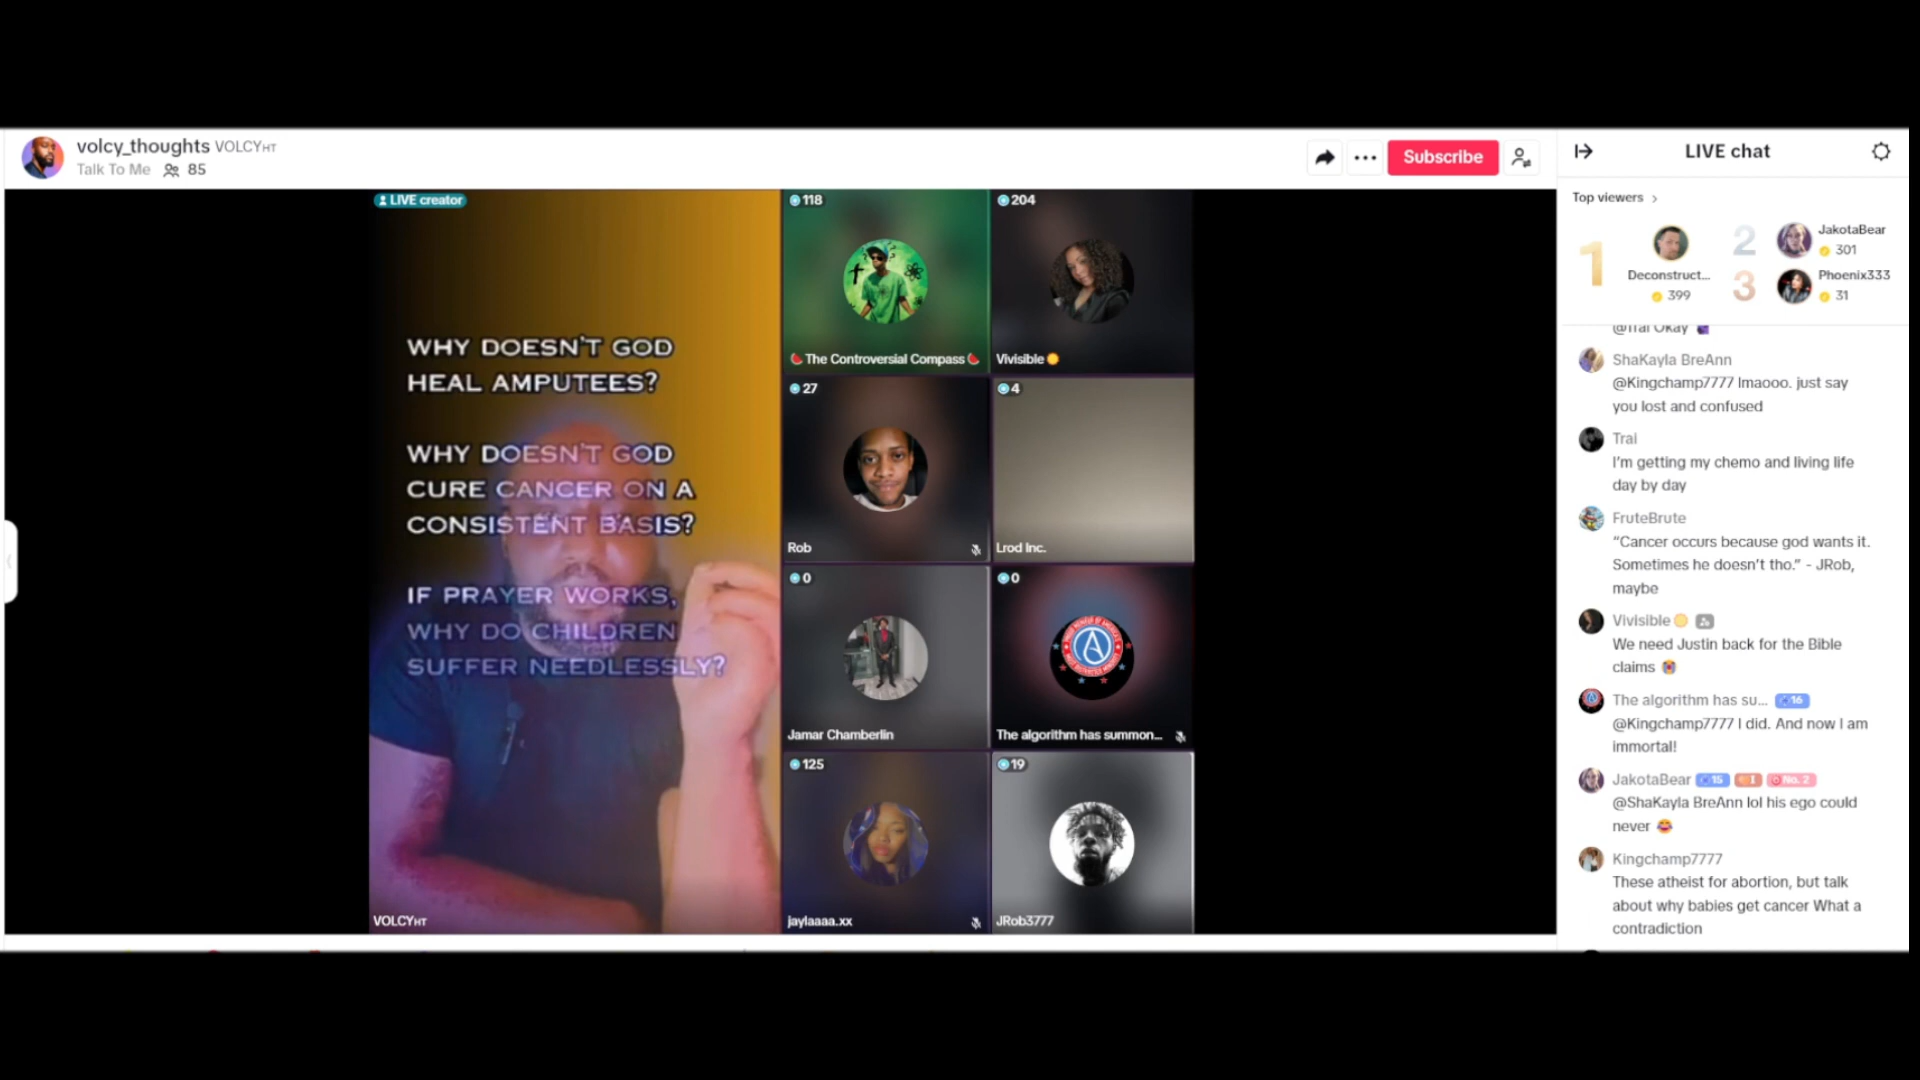 volcy_thoughts VOLCYHT
Talk To Me 85
Subscribe
LIVE chat
LIVE creator
WHY DOESN'T GOD
HEAL AMPUTEES?
WHY DOESN'T GOD
CURE CANCER ON A
CONSISTENT BASIS?
IF PRAYER WORKS,
WHY DO CHILDREN
SUFFER NEEDLESSLY?
VOLCYHT
118
🍉 The Controversial Compass 🍉
204
Vivisible
27
Rob
4
Lrod Inc.
0
Jamar Chamberlin
0
The algorithm has summon...
125
jaylaaaa.xx
19
JRob3777
Top viewers
1
Deconstruct...
399
2
JakotaBear
301
3
Phoenix333
31
@Trai Okay
ShaKayla BreAnn
@Kingchamp7777 lmaooo. just say
you lost and confused
Trai
I'm getting my chemo and living life
day by day
FruteBrute
“Cancer occurs because god wants it.
Sometimes he doesn't tho.” - JRob,
maybe
Vivisible
We need Justin back for the Bible
claims 😭
The algorithm has su... 16
@Kingchamp7777 I did. And now I am
immortal!
JakotaBear 15 I No. 2
@ShaKayla BreAnn lol his ego could
never 😂
Kingchamp7777
These atheist for abortion, but talk
about why babies get cancer What a
contradiction